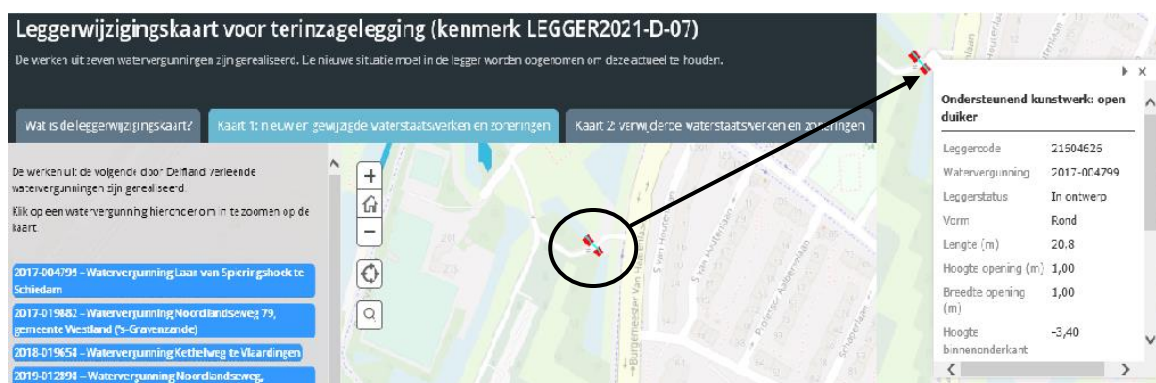 Leggerwijzigingskaart voor terinzagelegging (kenmerk LEGGER2021-D-07)
De werken uit zeven watervergunningen zijn gerealiseerd. De nieuwe situatie moet in de legger worden opgenomen om deze actueel te houden.
Wat is de leggerwijzigingskaart?
Kaart 1: nieuw en gewijzigde waterstaatswerken en zoneringen
Kaart 2: verwijderde waterstaatswerken en zoneringen
De werken uit de volgende door Delfland verleende
watervergunningen zijn gerealiseerd.
Klik op een watervergunning hieronder om in te zoomen op de
kaart.
2017-004799 – Watervergunning Laan van Spieringshoek te
Schiedam
2017-019882 – Watervergunning Noordlandseweg 79,
gemeente Westland ('s-Gravenzande)
2018-019654 – Watervergunning Kethelweg te Vlaardingen
2019-012894 – Watervergunning Noordlandseweg,
+
−
S van Houtenlaan
Ondersteunend kunstwerk: open
duiker
Leggercode 21604626
Watervergunning 2017-004799
Leggerstatus In ontwerp
Vorm Rond
Lengte (m) 20,8
Hoogte opening (m) 1,00
Breedte opening 1,00
(m)
Hoogte -3,40
binnenonderkant